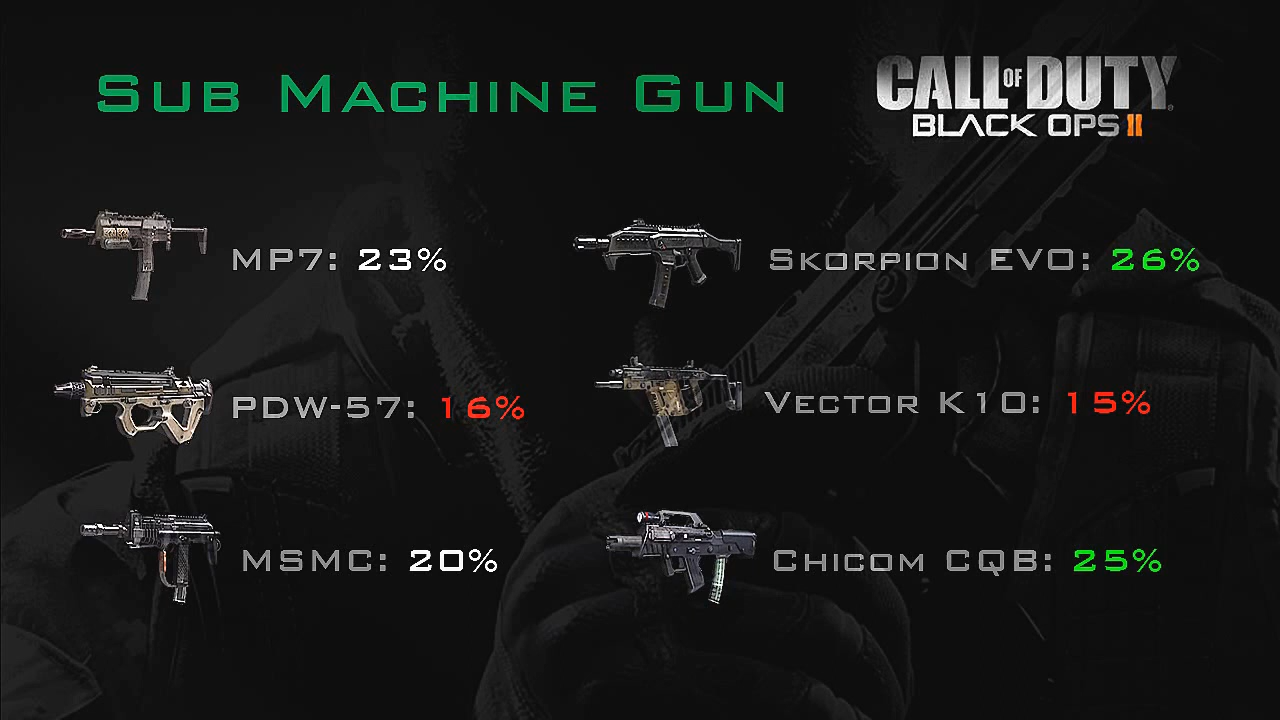 Sub Machine Gun
CALL OF DUTY
BLACK OPS II
MP7: 23%
Skorpion EVO: 26%
PDW-57: 16%
Vector K10: 15%
MSMC: 20%
Chicom CQB: 25%